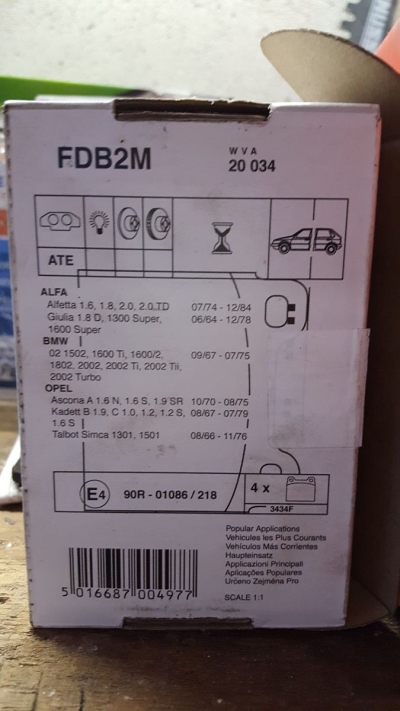 FDB2M
W V A
20 034
ATE
ALFA
Alfetta 1.6, 1.8, 2.0, 2.0 TD 07/74 - 12/84
Giulia 1.8 D, 1300 Super, 06/64 - 12/78
1600 Super
BMW
02 1502, 1600 Ti, 1600/2, 09/67 - 07/75
1802, 2002, 2002 Ti, 2002 Tii,
2002 Turbo
OPEL
Ascona A 1.6 N, 1.6 S, 1.9 SR 10/70 - 08/75
Kadett B 1.9, C 1.0, 1.2, 1.2 S, 08/67 - 07/79
1.6 S
Talbot Simca 1301, 1501 08/66 - 11/76
E4 90R - 01086 / 218
4 x
3434F
Popular Applications
Vehicules les Plus Courants
Vehículos Más Corrientes
Haupteinsatz
Applicazioni Principali
Aplicações Populares
Určeno Zejména Pro
SCALE 1:1
5 016687 004977